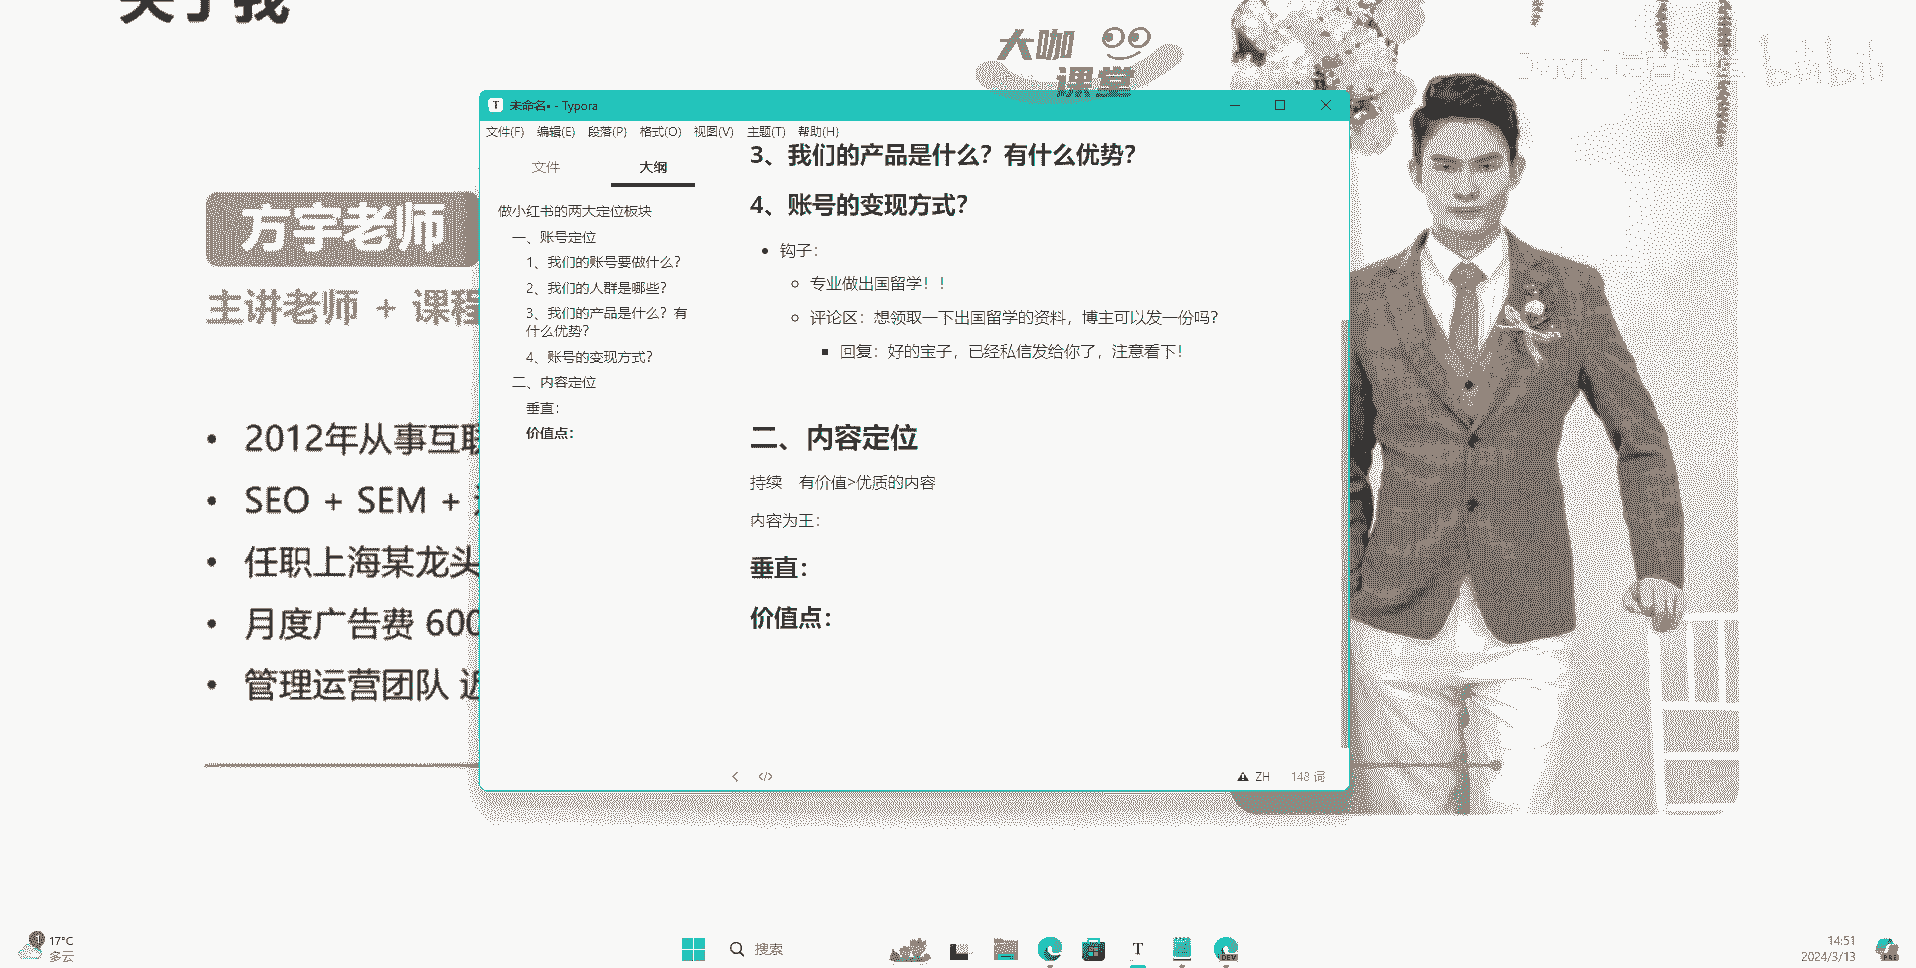 关于我
大咖
课堂
bilibili
未命名• - Typora
文件(F) 编辑(E) 段落(P) 格式(O) 视图(V) 主题(T) 帮助(H)
文件 大纲
做小红书的两大定位板块
一、账号定位
1、我们的账号要做什么？
2、我们的人群是哪些？
3、我们的产品是什么？有
什么优势？
4、账号的变现方式？
二、内容定位
垂直：
价值点：
3、我们的产品是什么？有什么优势？
4、账号的变现方式？
钩子：
专业做出国留学！！
评论区：想领取一下出国留学的资料，博主可以发一份吗？
回复：好的宝子，已经私信发给你了，注意看下！
二、内容定位
持续 有价值>优质的内容
内容为王：
垂直：
价值点：
ZH 148 词
方宇老师
主讲老师 + 课程
• 2012年从事互联
• SEO + SEM +
• 任职上海某龙头
• 月度广告费 600
• 管理运营团队 近
1
17°C
多云
搜索
T
DEV
14:51
2024/3/13
PRE